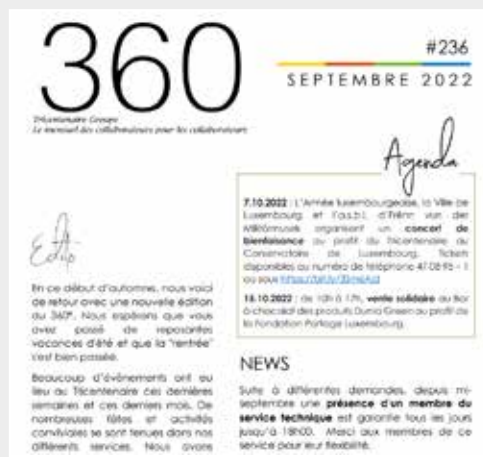 360
#236
SEPTEMBRE 2022
Tricentenaire Groupe
Le mensuel des collaborateurs pour les collaborateurs
Agenda
7.10.2022 : L'Armée luxembourgeoise, la Ville de
Luxembourg et l'a.s.b.l. d'Frënn vun der
Militärmusek organisent un concert de
bienfaisance au profit du Tricentenaire au
Conservatoire de Luxembourg. Tickets
disponibles au numéro de téléphone 47 08 95 – 1
ou sous
15.10.2022 : de 10h à 17h, vente solidaire au Bar
à chocolat des produits Dumia Green au profit de
la Fondation Partage Luxembourg.
Edito
En ce début d'automne, nous voici
de retour avec une nouvelle édition
du 360°. Nous espérons que vous
avez passé de reposantes
vacances d'été et que la "rentrée"
s'est bien passée.
Beaucoup d'évènements ont eu
lieu au Tricentenaire ces dernières
semaines et ces derniers mois. De
nombreuses fêtes et activités
conviviales se sont tenues dans nos
différents services. Nous avons
NEWS
Suite à différentes demandes, depuis mi-
septembre une présence d'un membre du
service technique est garantie tous les jours
jusqu'à 18h00. Merci aux membres de ce
service pour leur flexibilité.